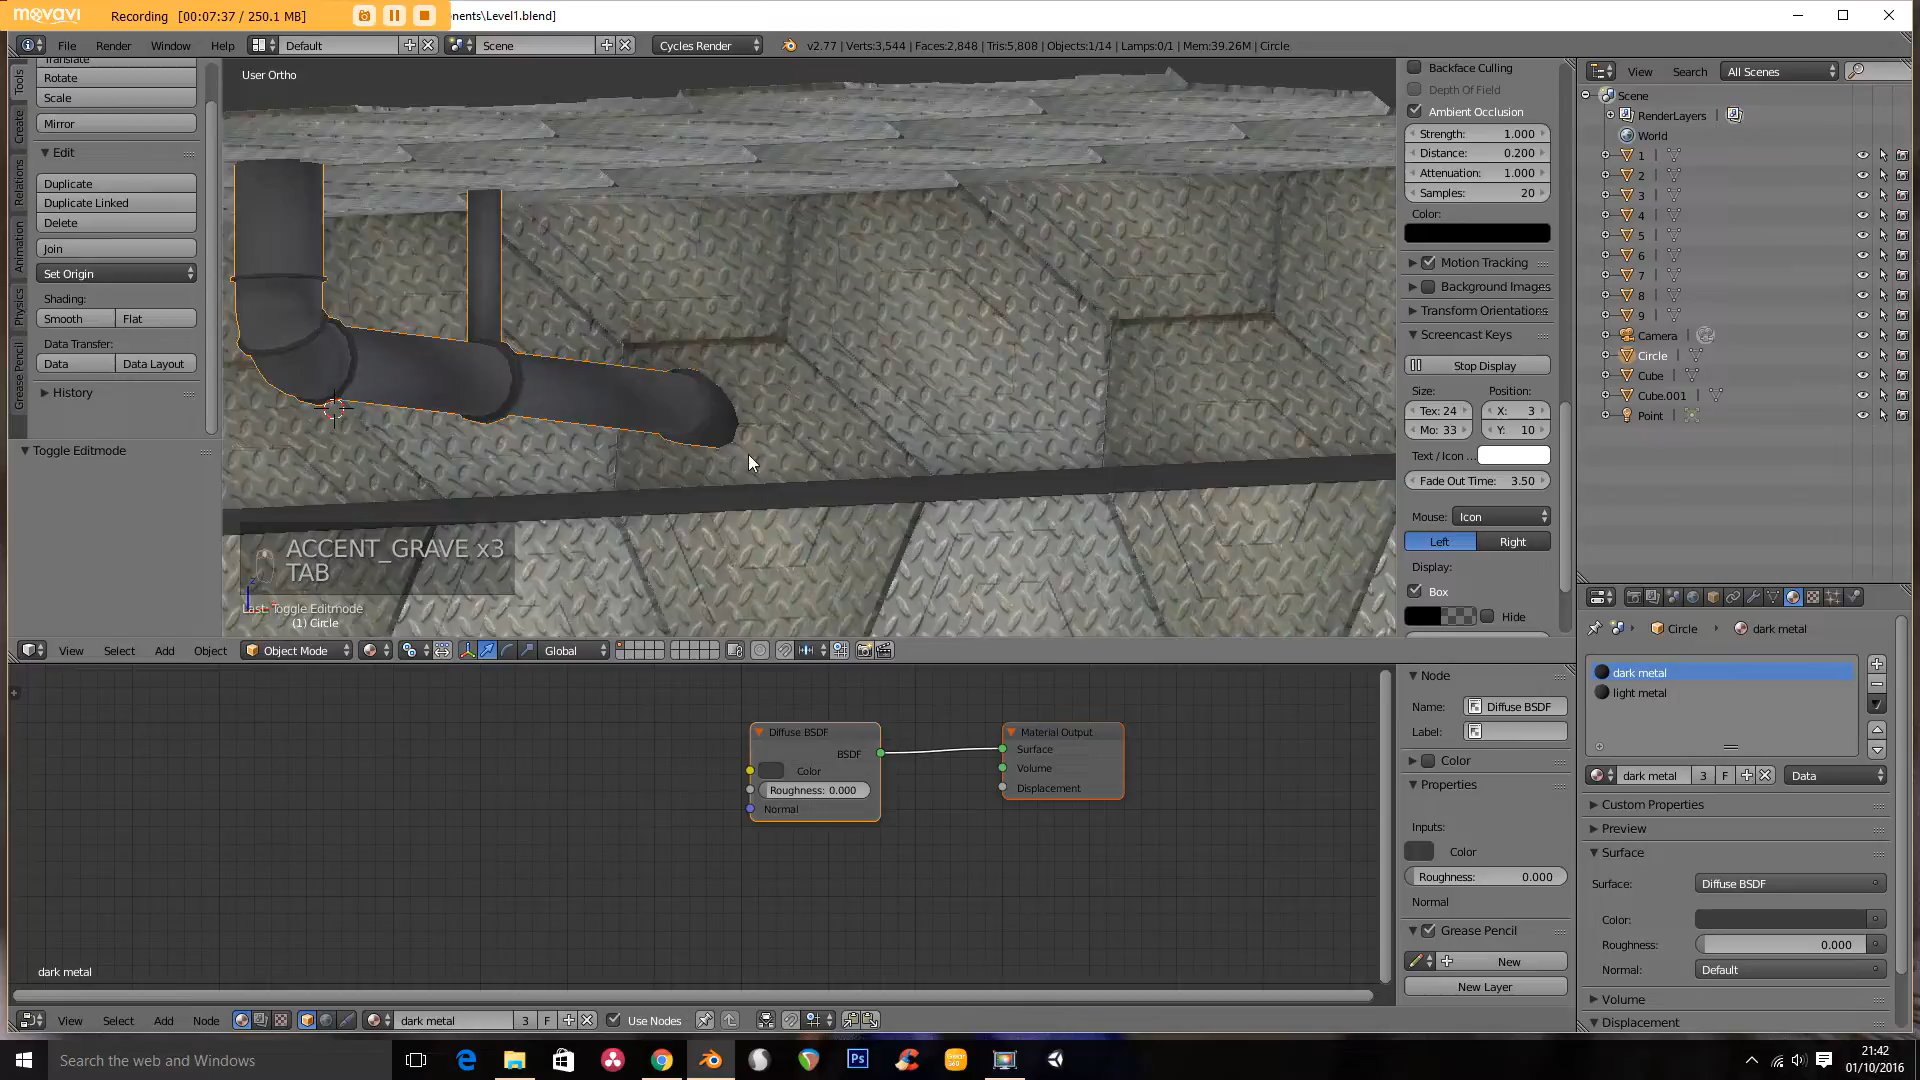 movavi Recording [00:07:37 / 250.1 MB] nents\Level1.blend]
File Render Window Help Default Scene Cycles Render v2.77 | Verts:3,544 | Faces:2,848 | Tris:5,808 | Objects:1/14 | Lamps:0/1 | Mem:39.26M | Circle
Tools
Create
Relations
Animation
Physics
Grease Pencil
Translate
Rotate
Scale
Mirror
Edit
Duplicate
Duplicate Linked
Delete
Join
Set Origin
Shading:
Smooth Flat
Data Transfer:
Data Data Layout
History
Toggle Editmode
User Ortho
ACCENT_GRAVE x3
TAB
z
Last: Toggle Editmode
(1) Circle
Backface Culling
Depth Of Field
Ambient Occlusion
Strength: 1.000
Distance: 0.200
Attenuation: 1.000
Samples: 20
Color:
Motion Tracking
Background Images
Transform Orientations
Screencast Keys
Stop Display
Size: Position:
Tex: 24 X: 3
Mo: 33 Y: 10
Text / Icon ...
Fade Out Time: 3.50
Mouse: Icon
Left Right
Display:
Box
Hide
View Search All Scenes
Scene
RenderLayers
World
1
2
3
4
5
6
7
8
9
Camera
Circle
Cube
Cube.001
Point
View Select Add Object Object Mode Global
Diffuse BSDF
BSDF
Color
Roughness: 0.000
Normal
Material Output
Surface
Volume
Displacement
dark metal
Node
Name: Diffuse BSDF
Label:
Color
Properties
Inputs:
Color
Roughness: 0.000
Normal
Grease Pencil
New
New Layer
Circle dark metal
dark metal
light metal
dark metal 3 F Data
Custom Properties
Preview
Surface
Surface: Diffuse BSDF
Color:
Roughness: 0.000
Normal: Default
Volume
Displacement
View Select Add Node dark metal 3 F Use Nodes
Search the web and Windows
Ps
21:42
01/10/2016